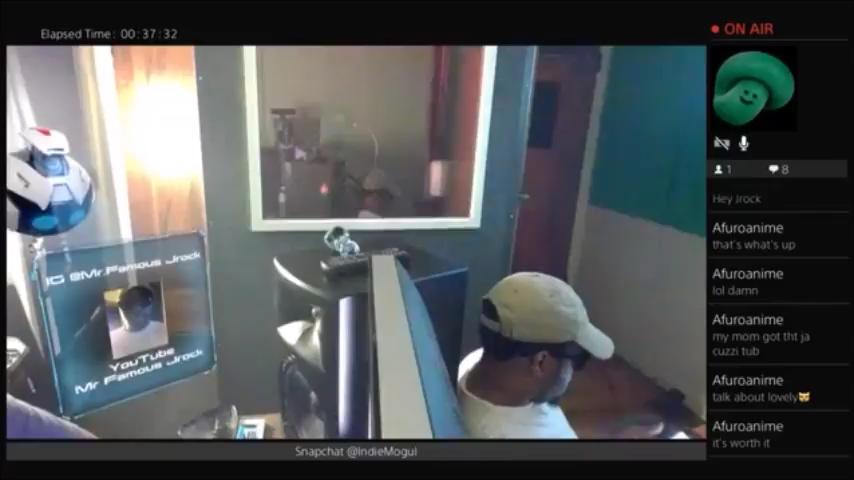 Elapsed Time: 00:37:32
ON AIR
1
8
Hey Jrock
Afuroanime
that's what's up
Afuroanime
lol damn
Afuroanime
my mom got tht ja
cuzzi tub
Afuroanime
talk about lovely😻
Afuroanime
it's worth it
IG @Mr.Famous Jrock
YouTube
Mr Famous Jrock
Snapchat @IndieMogul